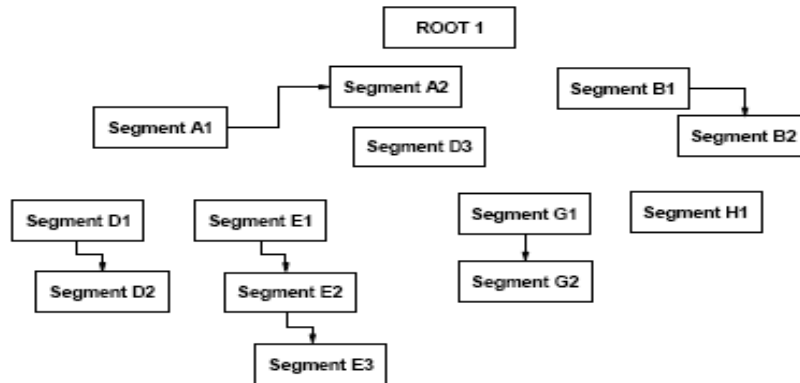 ROOT 1
Segment A2
Segment B1
Segment A1
Segment B2
Segment D3
Segment D1
Segment E1
Segment G1
Segment H1
Segment D2
Segment E2
Segment G2
Segment E3